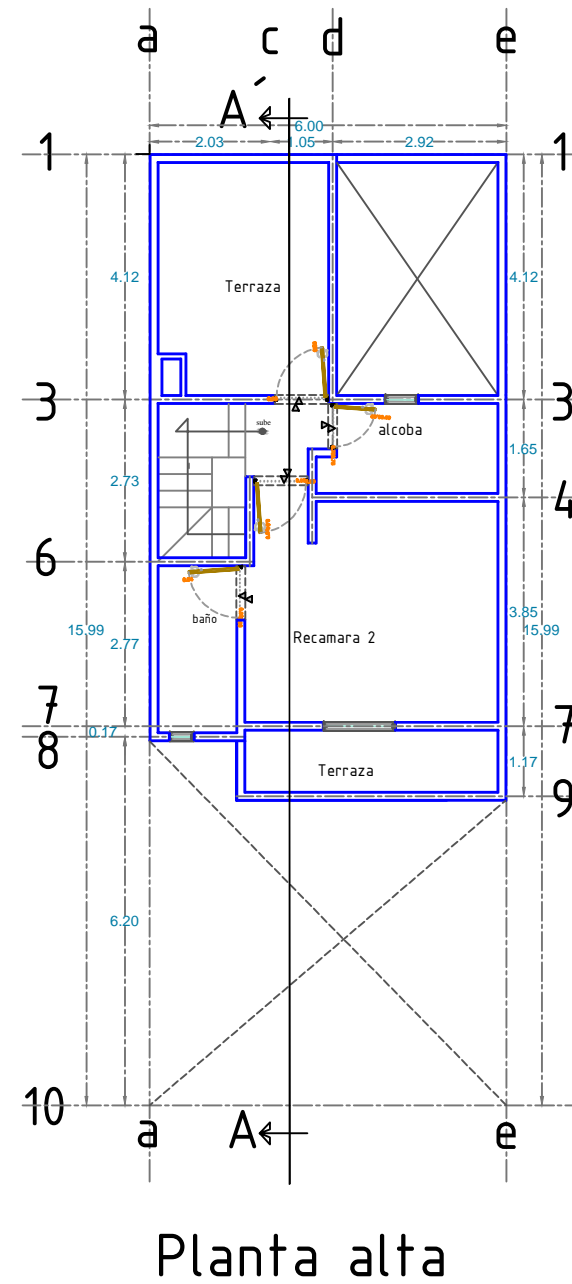 a c d e
A´
6.00
2.03 1.05 2.92
1 1
4.12 Terraza 4.12
3 3
sube alcoba
1.65
2.73
4
6
baño
3.85
15.99 2.77 Recamara 2 15.99
7 7
0.17
8
Terraza 1.17
9
6.20
10
a A e
Planta alta